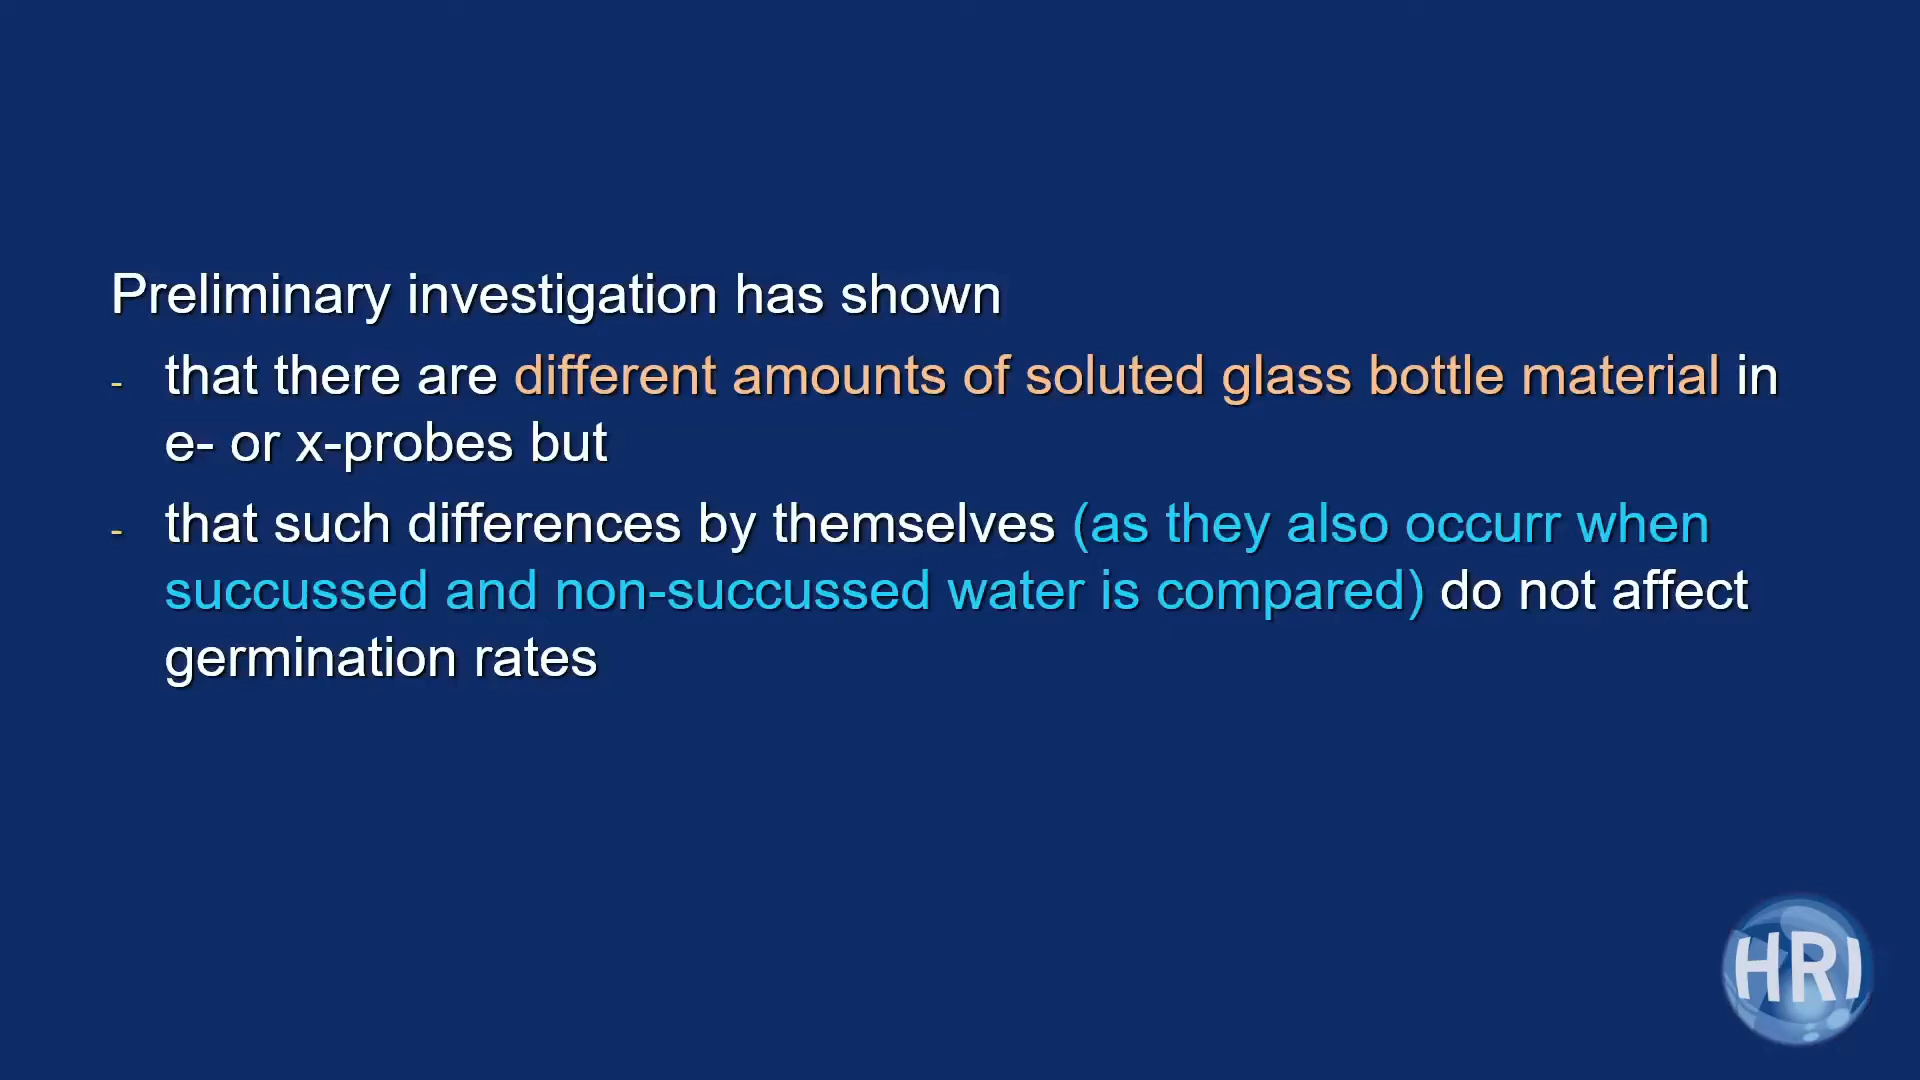 Preliminary investigation has shown
- that there are different amounts of soluted glass bottle material in
e- or x-probes but
- that such differences by themselves (as they also occurr when
succussed and non-succussed water is compared) do not affect
germination rates
HRI